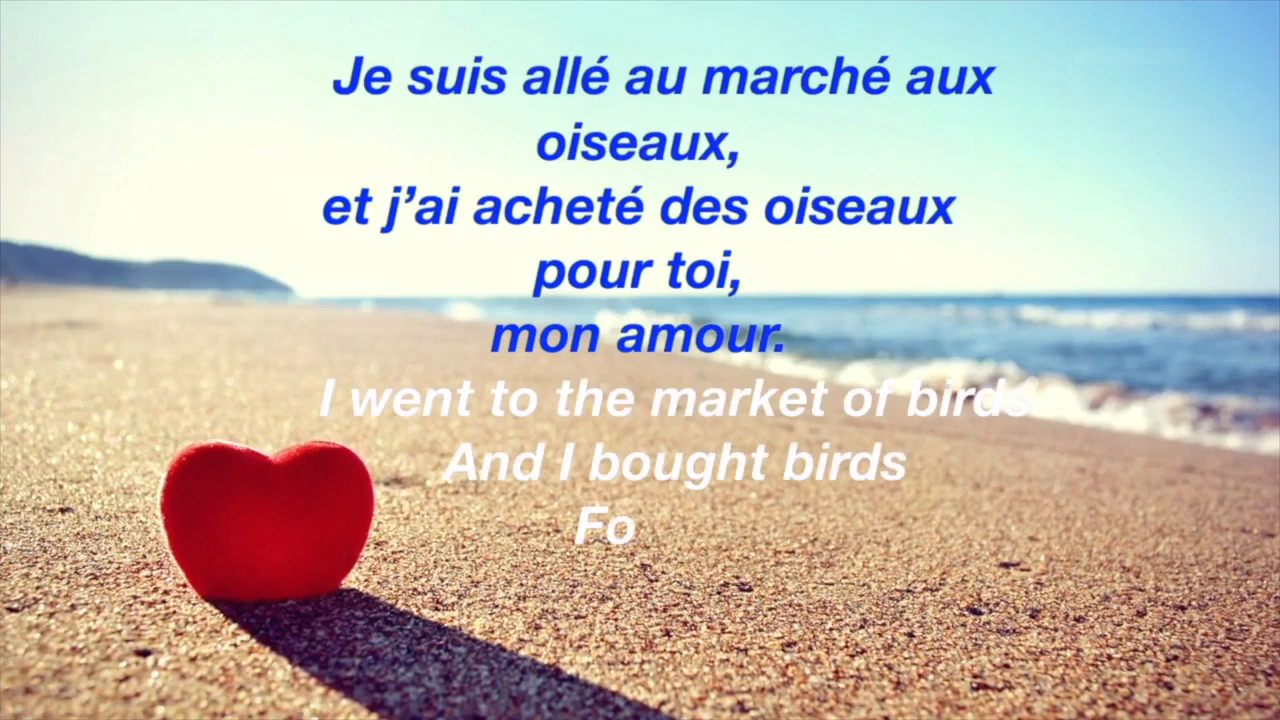 Je suis allé au marché aux
oiseaux,
et j’ai acheté des oiseaux
pour toi,
mon amour.
I went to the market of birds
And I bought birds
Fo